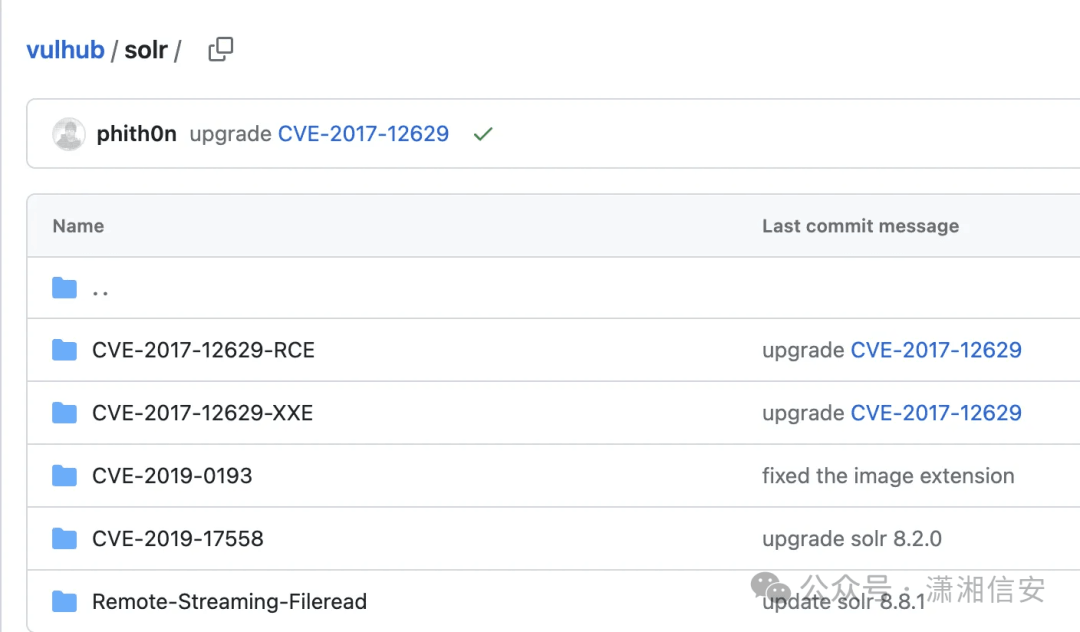 vulhub / solr /
phith0n upgrade CVE-2017-12629
Name Last commit message
..
CVE-2017-12629-RCE upgrade CVE-2017-12629
CVE-2017-12629-XXE upgrade CVE-2017-12629
CVE-2019-0193 fixed the image extension
CVE-2019-17558 upgrade solr 8.2.0
Remote-Streaming-Fileread update solr 8.8.1
公众号 · 潇湘信安